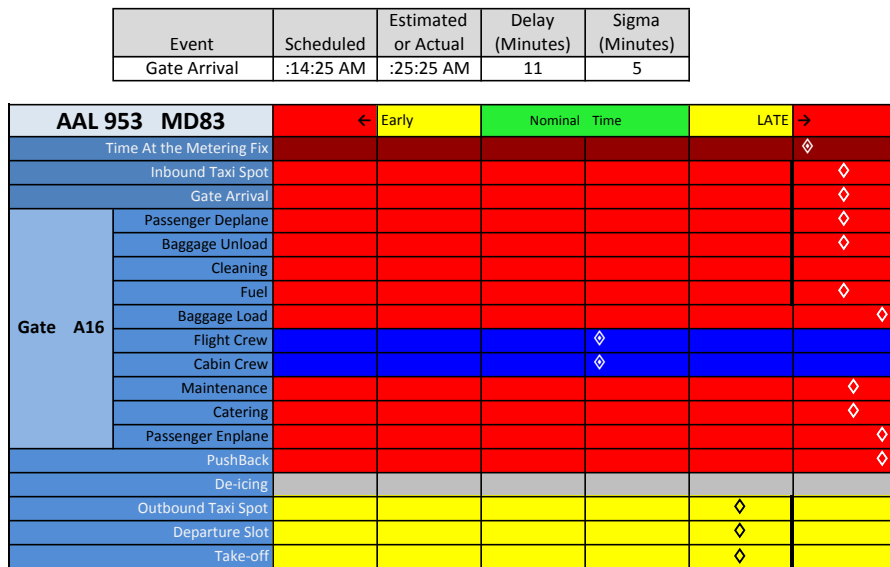 Event Scheduled Estimated or Actual Delay (Minutes) Sigma (Minutes)
Gate Arrival :14:25 AM :25:25 AM 11 5
AAL 953 MD83 ← Early Nominal Time LATE →
Time At the Metering Fix
Inbound Taxi Spot
Gate Arrival
Gate A16
Passenger Deplane
Baggage Unload
Cleaning
Fuel
Baggage Load
Flight Crew
Cabin Crew
Maintenance
Catering
Passenger Enplane
PushBack
De-icing
Outbound Taxi Spot
Departure Slot
Take-off